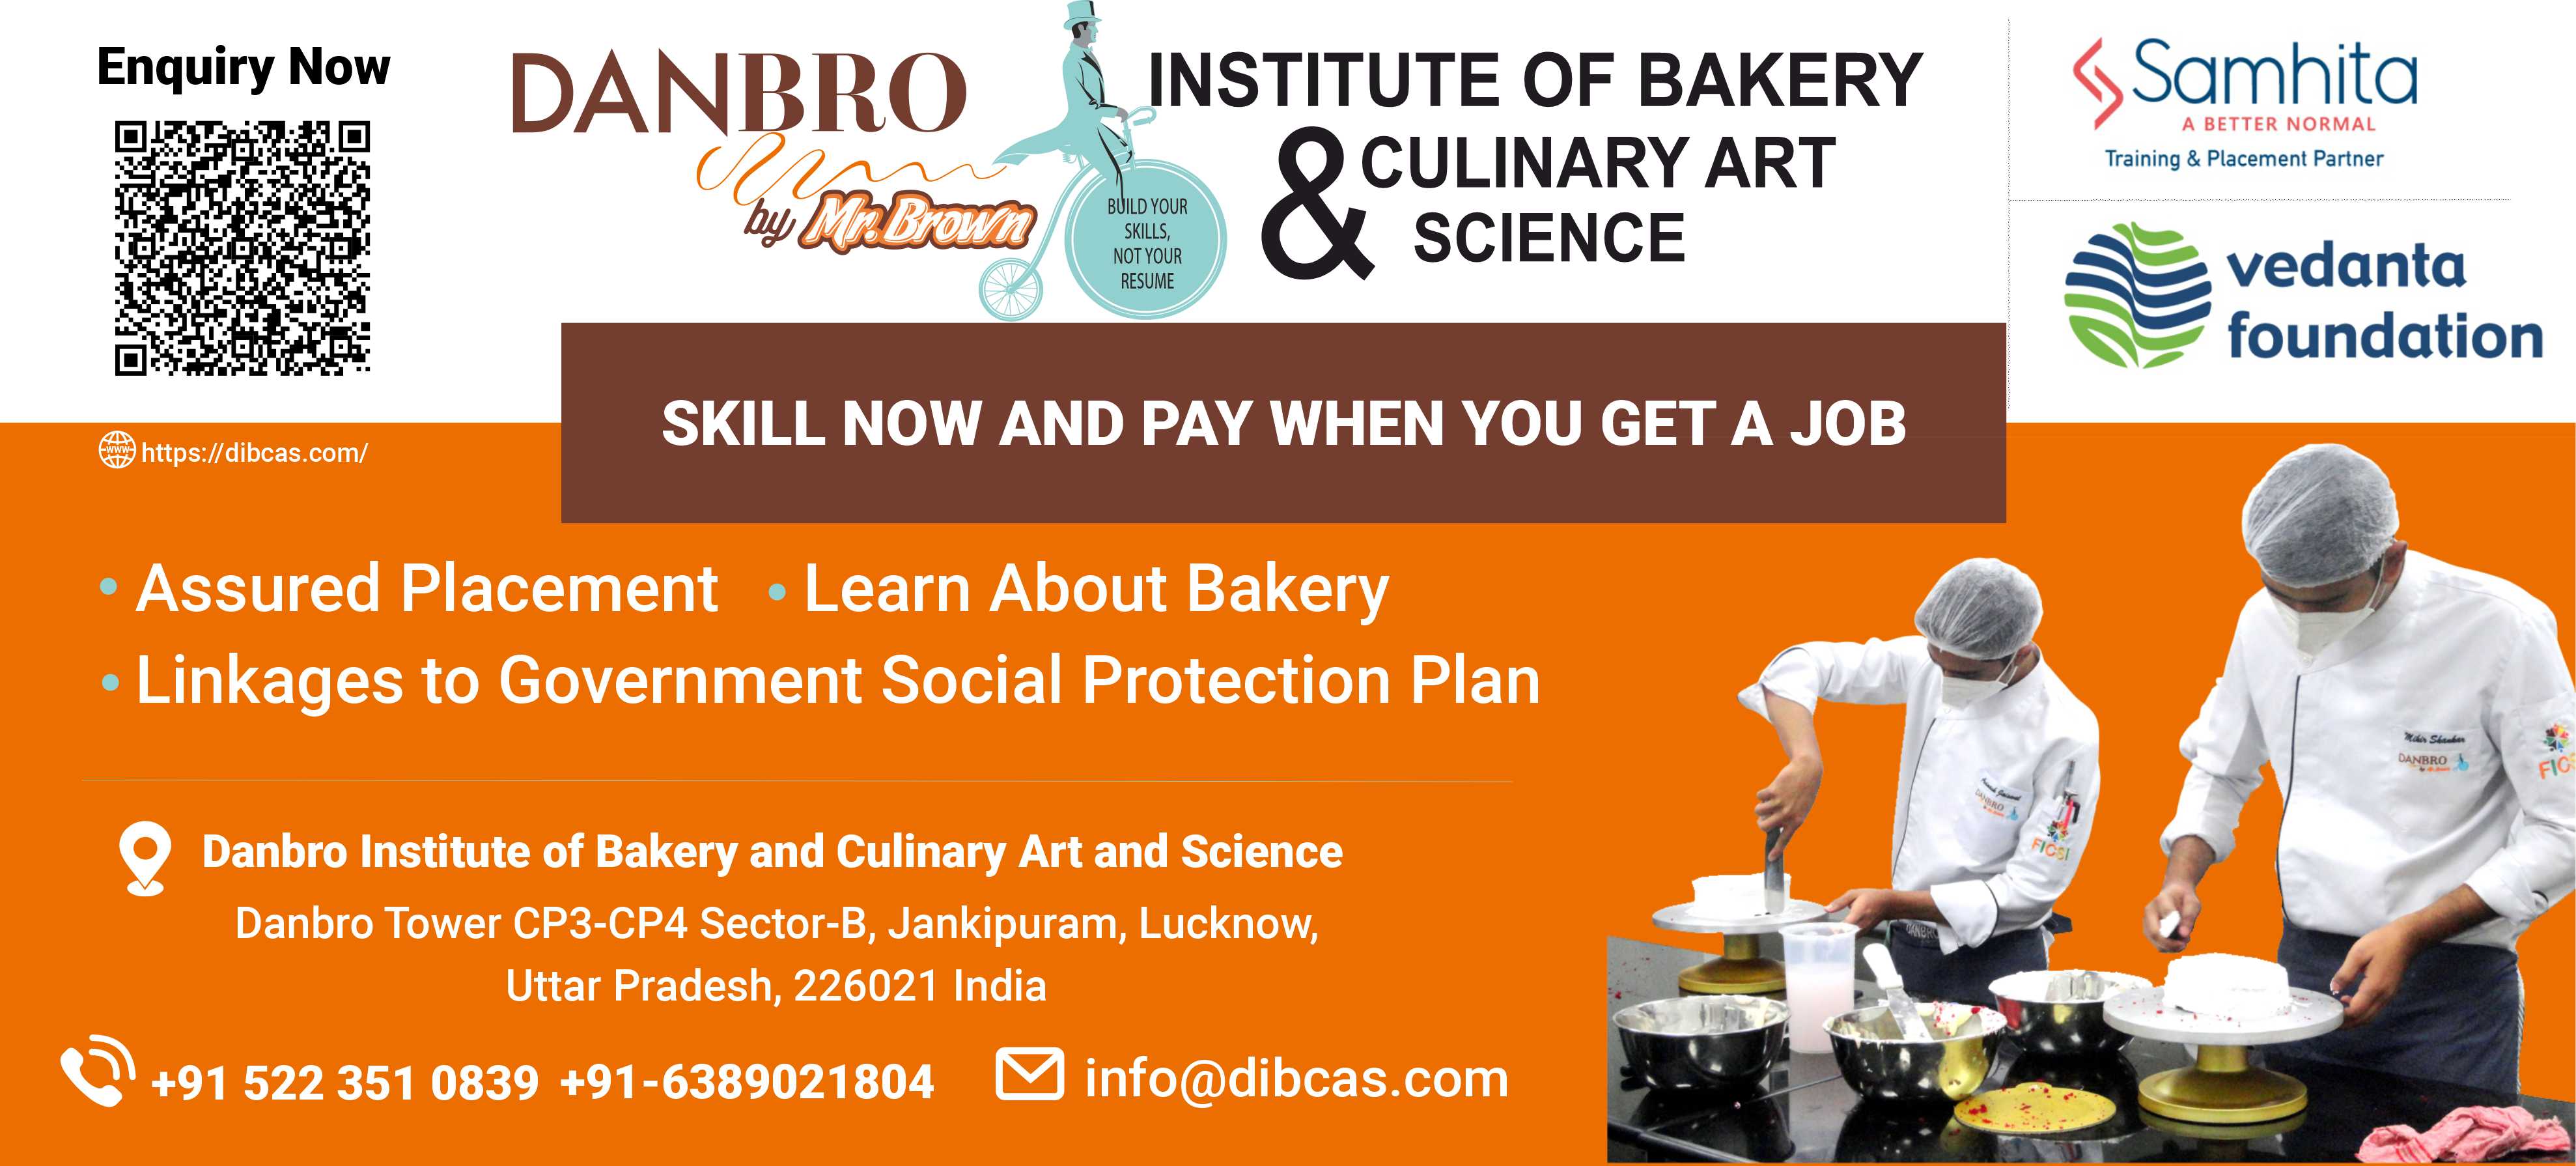 Enquiry Now
https://dibcas.com/
DANBRO
by Mr. Brown
BUILD YOUR
SKILLS,
NOT YOUR
RESUME
INSTITUTE OF BAKERY
& CULINARY ART
SCIENCE
Samhita
A BETTER NORMAL
Training & Placement Partner
vedanta
foundation
SKILL NOW AND PAY WHEN YOU GET A JOB
• Assured Placement • Learn About Bakery
• Linkages to Government Social Protection Plan
Danbro Institute of Bakery and Culinary Art and Science
Danbro Tower CP3-CP4 Sector-B, Jankipuram, Lucknow,
Uttar Pradesh, 226021 India
+91 522 351 0839 +91-6389021804 info@dibcas.com
DANBRO
FICSI
Mihir Shankar
DANBRO